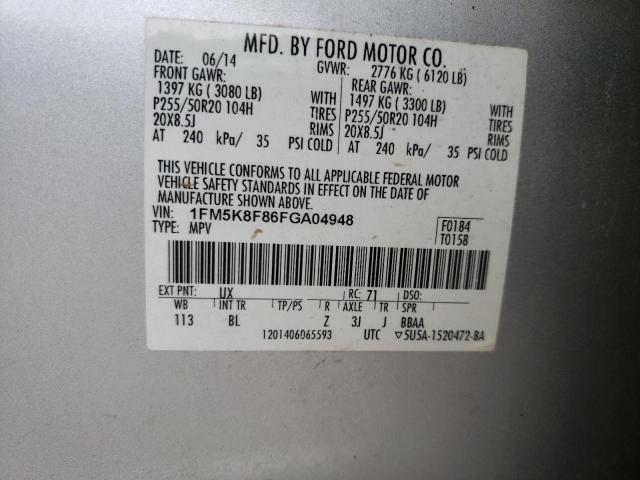 MFD. BY FORD MOTOR CO.
DATE: 06/14 GVWR: 2776 KG ( 6120 LB)
FRONT GAWR: REAR GAWR:
1397 KG ( 3080 LB) WITH 1497 KG ( 3300 LB) WITH
P255/50R20 104H TIRES P255/50R20 104H TIRES
20X8.5J RIMS 20X8.5J RIMS
AT 240 kPa/ 35 PSI COLD AT 240 kPa/ 35 PSI COLD
THIS VEHICLE CONFORMS TO ALL APPLICABLE FEDERAL MOTOR
VEHICLE SAFETY STANDARDS IN EFFECT ON THE DATE OF
MANUFACTURE SHOWN ABOVE.
VIN: 1FM5K8F86FGA04948 F0184
TYPE: MPV T0158
EXT PNT: UX RC: 71 DSO:
WB INT TR TP/PS R AXLE TR SPR
113 BL Z 3J J BBAA
1201406065593 UTC ▽5U5A-1520472-BA